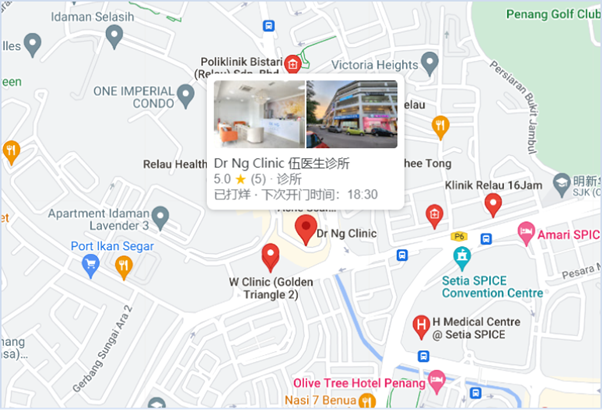 Penang Golf Club
Idaman Selasih
Poliklinik Bistari
(Relau) Sdn. Bhd
Victoria Heights
Persiaran Bukit Jambul
een
ONE IMPERIAL
CONDO
elau
Relau Health
hee Tong
Dr Ng Clinic 伍医生诊所
5.0 ★ (5) · 诊所
已打烊 · 下次开门时间：18:30
Klinik Relau 16Jam
明新华
SJK (C
Apartment Idaman
Lavender 3
Dr Ng Clinic
P6
Amari SPICE
Port Ikan Segar
Setia SPICE
Convention Centre
Pesara M
W Clinic (Golden
Triangle 2)
Gerbang Sungai Ara 2
H Medical Centre
@ Setia SPICE
Olive Tree Hotel Penang
Nasi 7 Benua